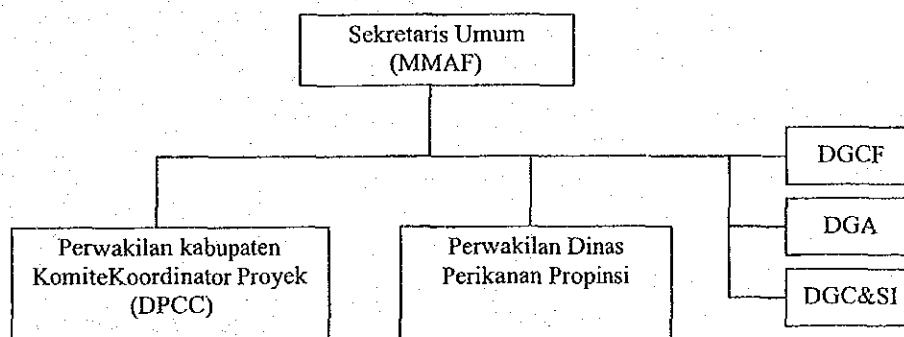 Sekretaris Umum
(MMAF)
DGCF
DGA
DGC&SI
Perwakilan kabupaten
KomiteKoordinator Proyek
(DPCC)
Perwakilan Dinas
Perikanan Propinsi